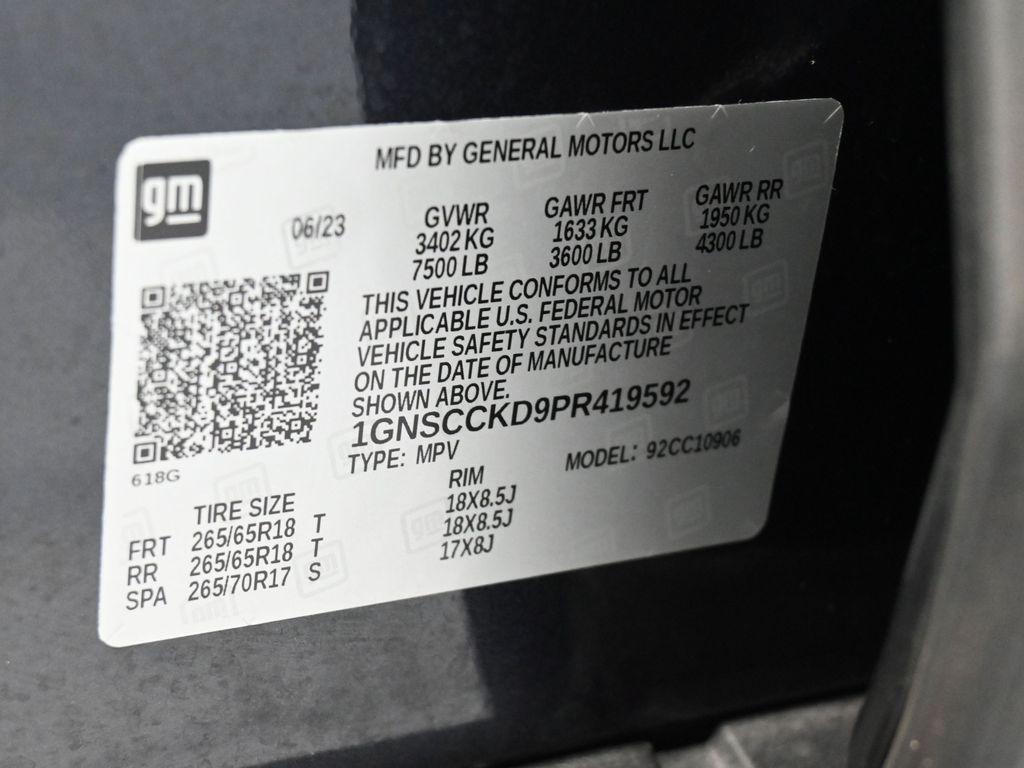 gm
MFD BY GENERAL MOTORS LLC
06/23
GVWR GAWR FRT GAWR RR
3402 KG 1633 KG 1950 KG
7500 LB 3600 LB 4300 LB
THIS VEHICLE CONFORMS TO ALL
APPLICABLE U.S. FEDERAL MOTOR
VEHICLE SAFETY STANDARDS IN EFFECT
ON THE DATE OF MANUFACTURE
SHOWN ABOVE.
1GNSCCKD9PR419592
TYPE: MPV MODEL: 92CC10906
618G
TIRE SIZE RIM
FRT 265/65R18 T 18X8.5J
RR 265/65R18 T 18X8.5J
SPA 265/70R17 S 17X8J